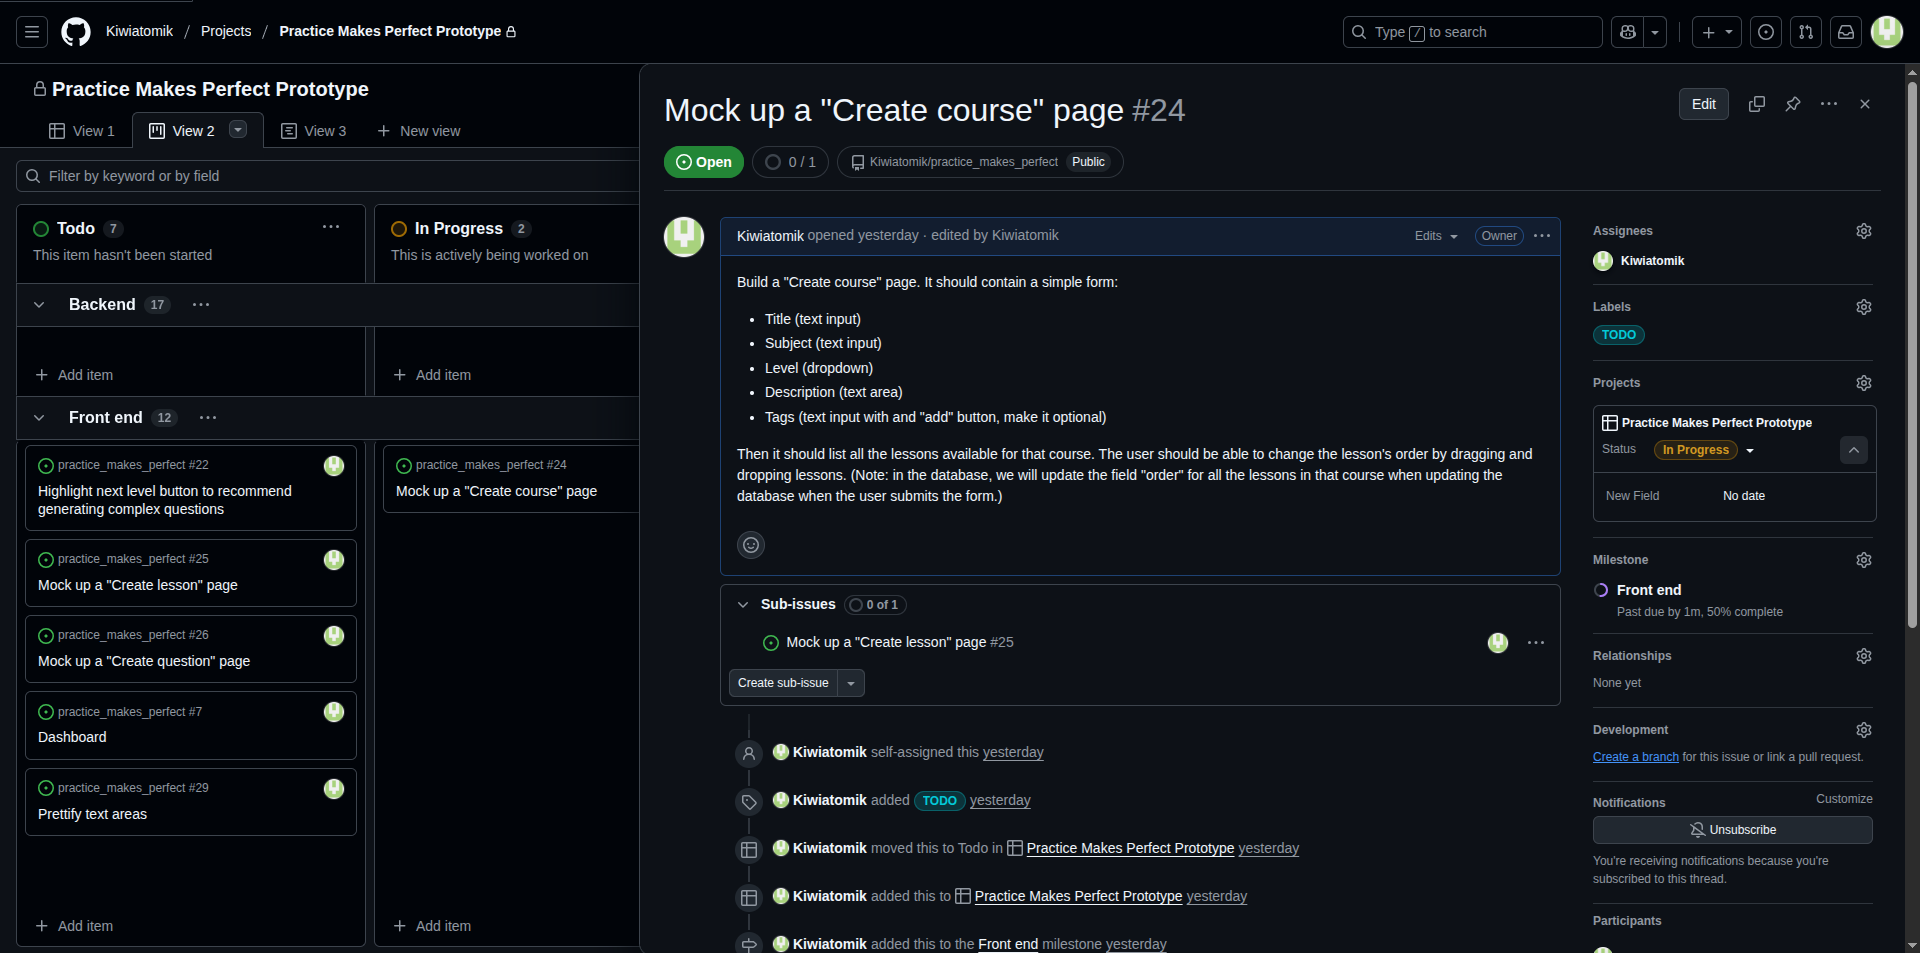 Kiwiatomik / Projects / Practice Makes Perfect Prototype
Type / to search
Practice Makes Perfect Prototype
View 1
View 2
View 3
New view
Filter by keyword or by field
Todo 7
This item hasn't been started
In Progress 2
This is actively being worked on
Backend 17
Add item
Add item
Front end 12
practice_makes_perfect #22
Highlight next level button to recommend
generating complex questions
practice_makes_perfect #25
Mock up a "Create lesson" page
practice_makes_perfect #26
Mock up a "Create question" page
practice_makes_perfect #7
Dashboard
practice_makes_perfect #29
Prettify text areas
Add item
practice_makes_perfect #24
Mock up a "Create course" page
Add item
Mock up a "Create course" page #24
Edit
Open
0 / 1
Kiwiatomik/practice_makes_perfect Public
Kiwiatomik opened yesterday · edited by Kiwiatomik
Edits
Owner
Build a "Create course" page. It should contain a simple form:
• Title (text input)
• Subject (text input)
• Level (dropdown)
• Description (text area)
• Tags (text input with and "add" button, make it optional)
Then it should list all the lessons available for that course. The user should be able to change the lesson's order by dragging and
dropping lessons. (Note: in the database, we will update the field "order" for all the lessons in that course when updating the
database when the user submits the form.)
Sub-issues 0 of 1
Mock up a "Create lesson" page #25
Create sub-issue
Kiwiatomik self-assigned this yesterday
Kiwiatomik added TODO yesterday
Kiwiatomik moved this to Todo in Practice Makes Perfect Prototype yesterday
Kiwiatomik added this to Practice Makes Perfect Prototype yesterday
Kiwiatomik added this to the Front end milestone yesterday
Assignees
Kiwiatomik
Labels
TODO
Projects
Practice Makes Perfect Prototype
Status In Progress
New Field No date
Milestone
Front end
Past due by 1m, 50% complete
Relationships
None yet
Development
Create a branch for this issue or link a pull request.
Notifications
Customize
Unsubscribe
You're receiving notifications because you're
subscribed to this thread.
Participants